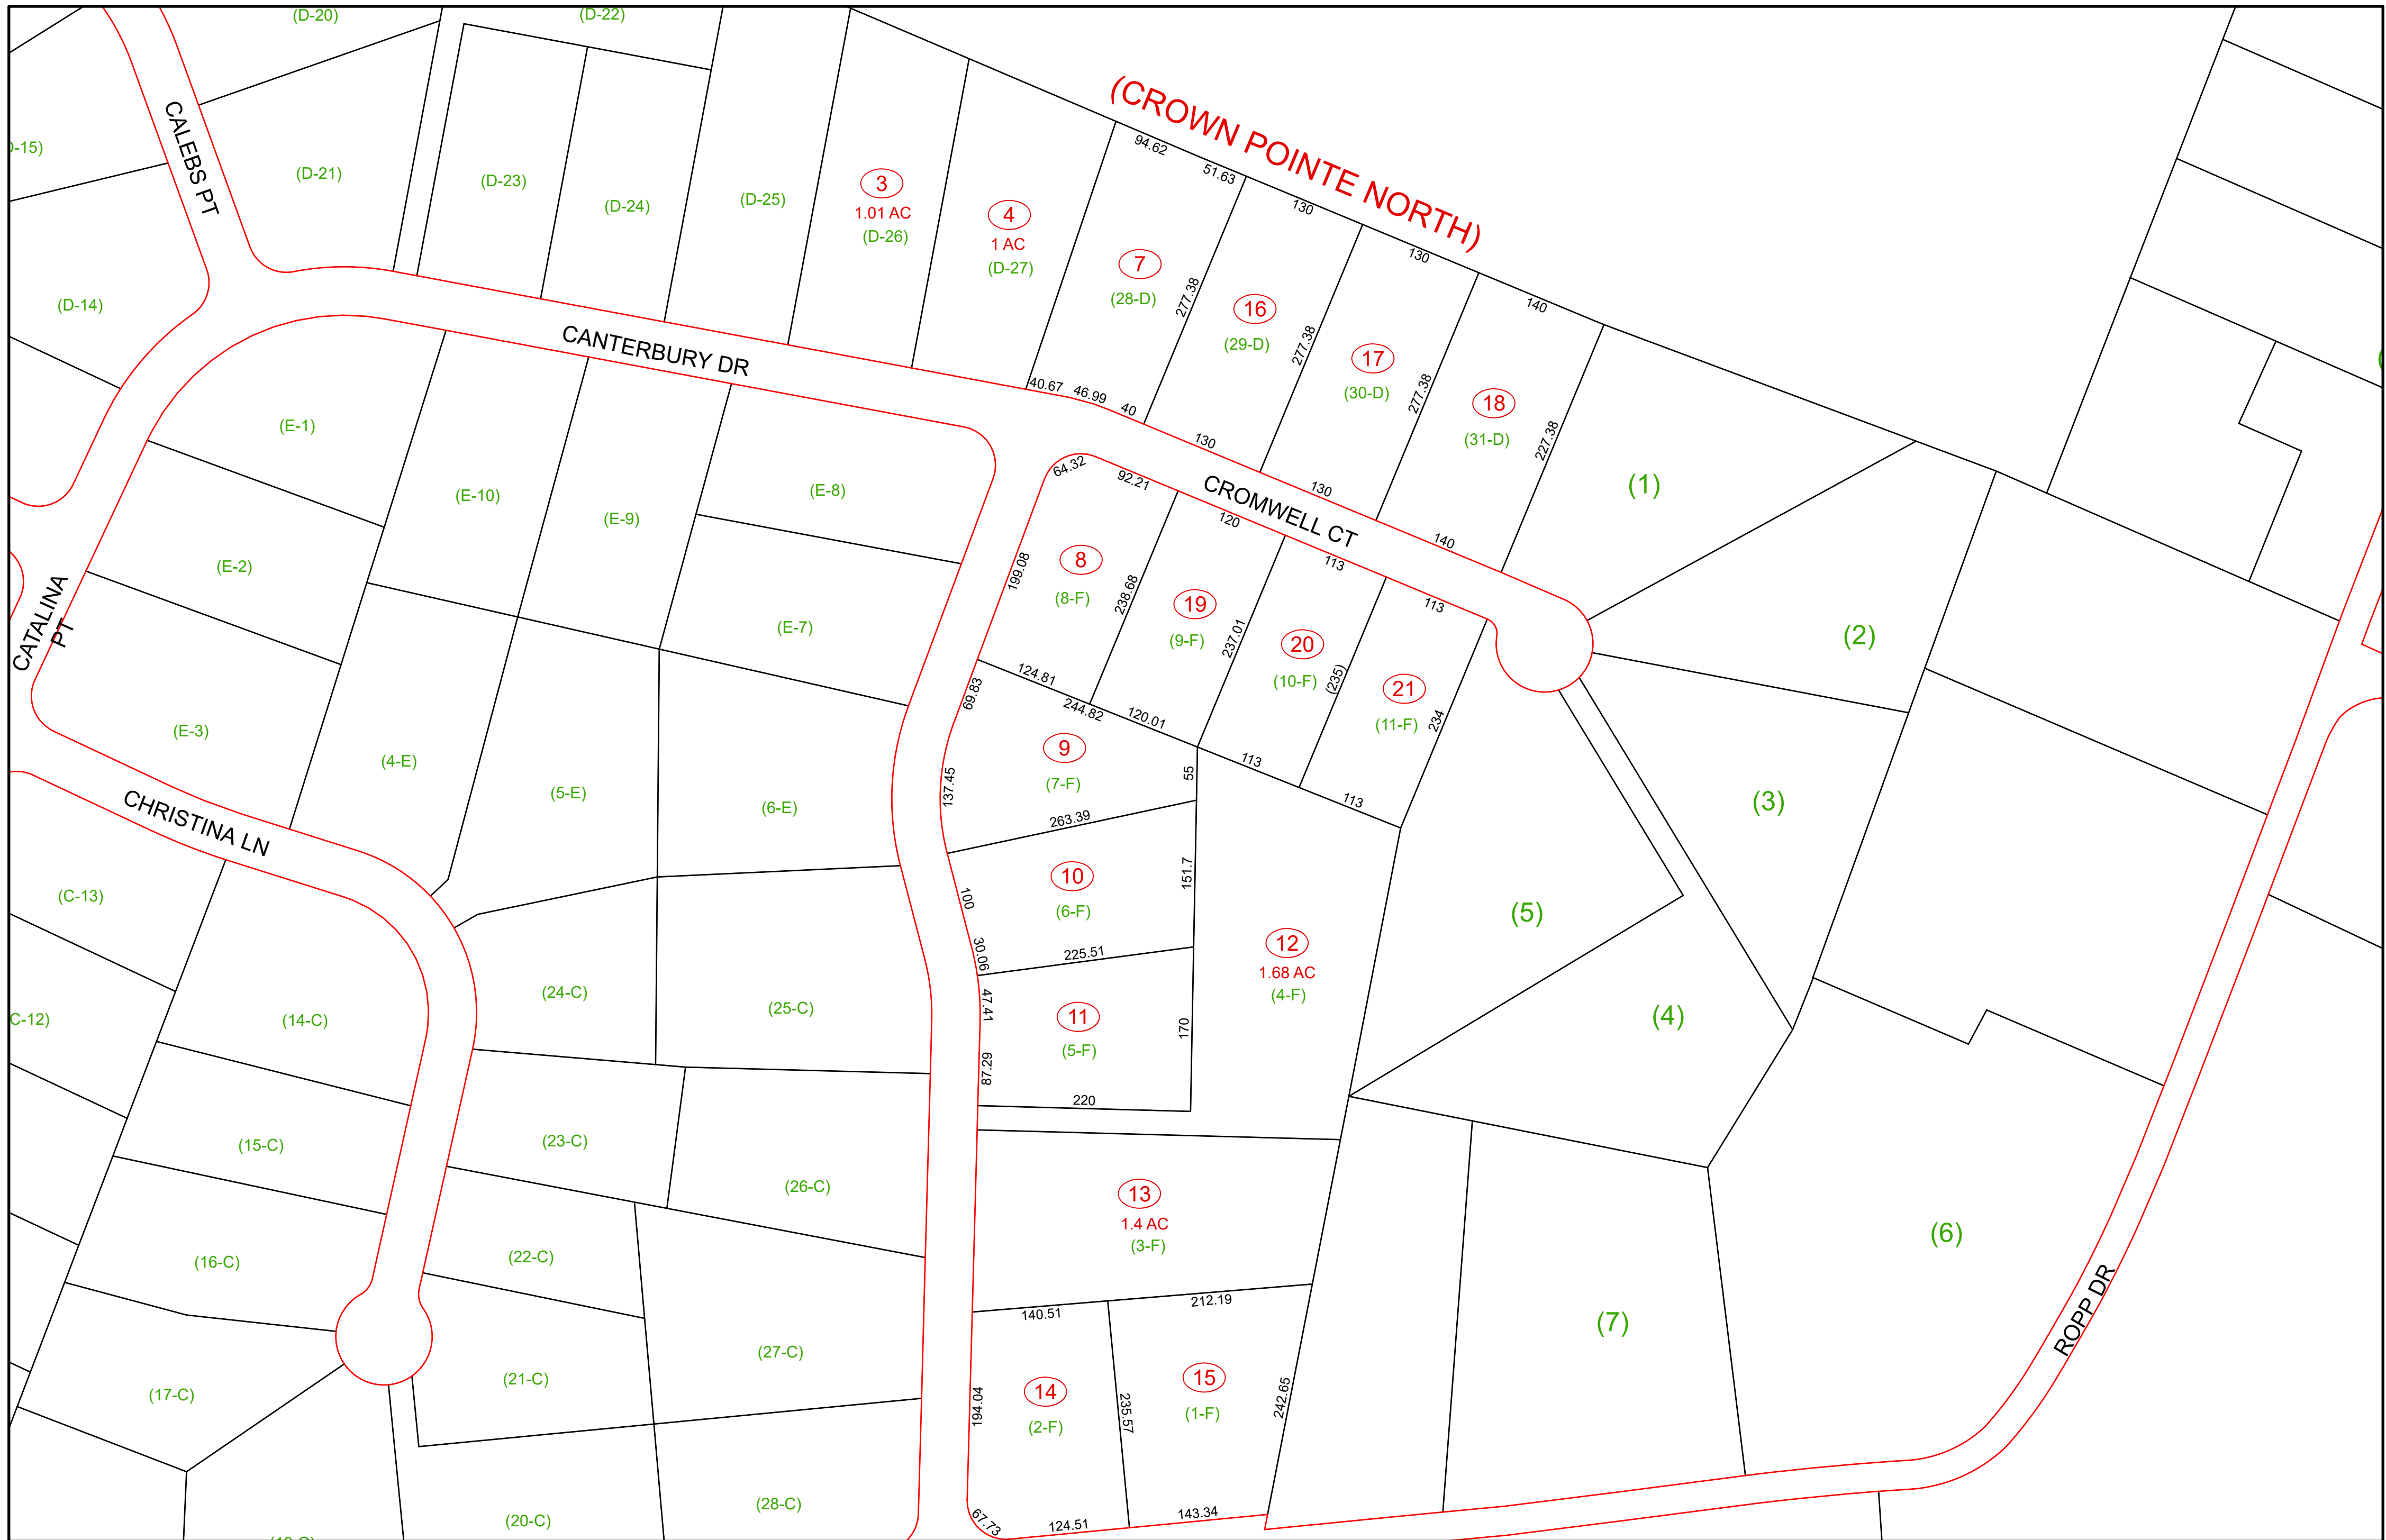 (D-20)
(D-22)
CALEBS PT
(D-21)
(D-23)
(D-24)
(D-25)
3
1.01 AC
(D-26)
4
1 AC
(D-27)
(CROWN POINTE NORTH)
94.62
51.63
130
130
140
7
(28-D)
277.38
16
(29-D)
277.38
17
(30-D)
277.38
18
(31-D)
227.38
-15)
(D-14)
CANTERBURY DR
40.67
46.99
40
130
130
140
CROMWELL CT
64.32
92.21
120
113
113
(E-1)
(E-10)
(E-9)
(E-8)
(E-2)
(E-7)
CATALINA
PT
(E-3)
(4-E)
(5-E)
(6-E)
199.08
8
(8-F)
238.68
19
(9-F)
237.01
20
(10-F)
(235)
21
(11-F)
234
(1)
(2)
(3)
(5)
(4)
124.81
244.82
120.01
113
113
69.83
137.45
9
(7-F)
55
263.39
CHRISTINA LN
(C-13)
C-12)
(14-C)
(24-C)
(25-C)
100
30.06
10
(6-F)
151.7
225.51
47.41
87.29
11
(5-F)
170
220
12
1.68 AC
(4-F)
(15-C)
(23-C)
(26-C)
13
1.4 AC
(3-F)
(16-C)
(22-C)
(27-C)
140.51
212.19
(17-C)
(21-C)
194.04
14
(2-F)
235.57
15
(1-F)
242.65
(7)
(6)
ROPP DR
(20-C)
(28-C)
67.73
124.51
143.34